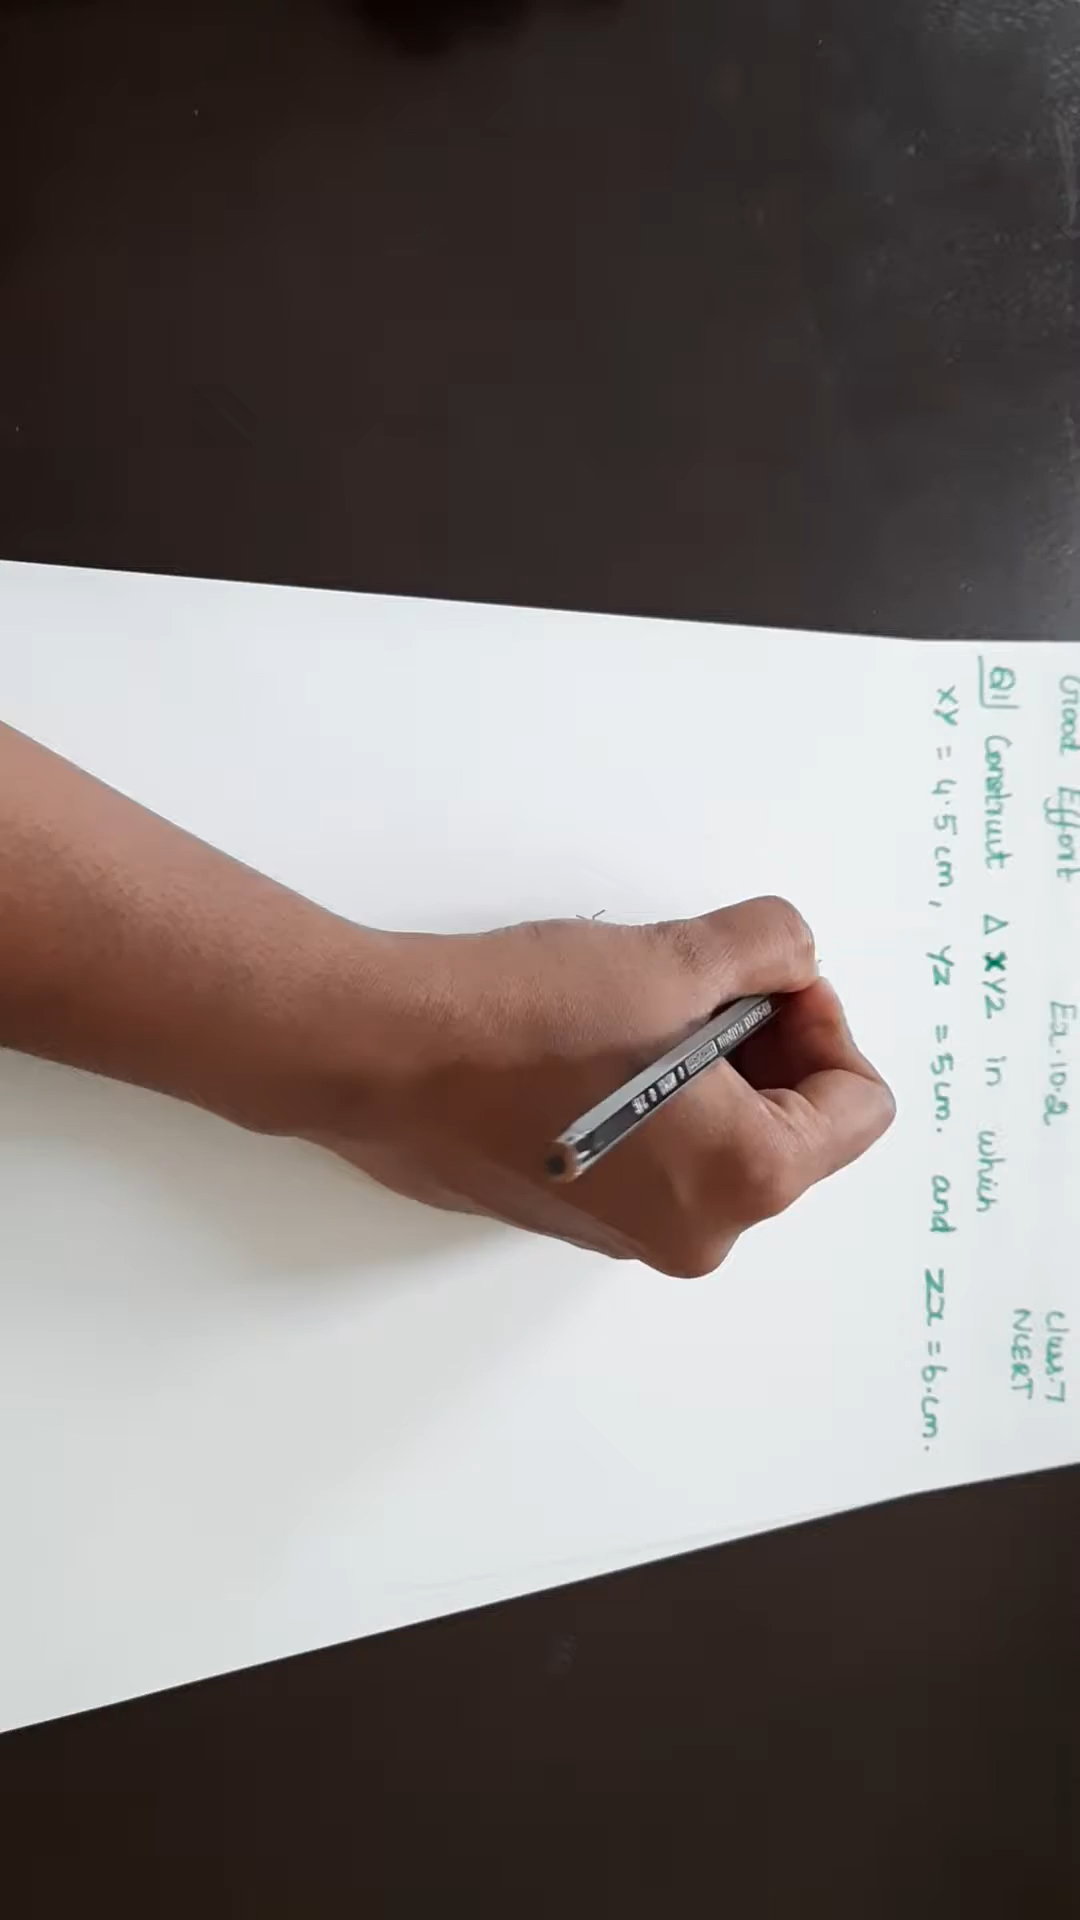 Good Effort Ex.10.2 Class.7
NCERT
Q1 Construct Δ XYZ in which
XY = 4.5 cm, YZ = 5 cm. and ZX = 6.cm.